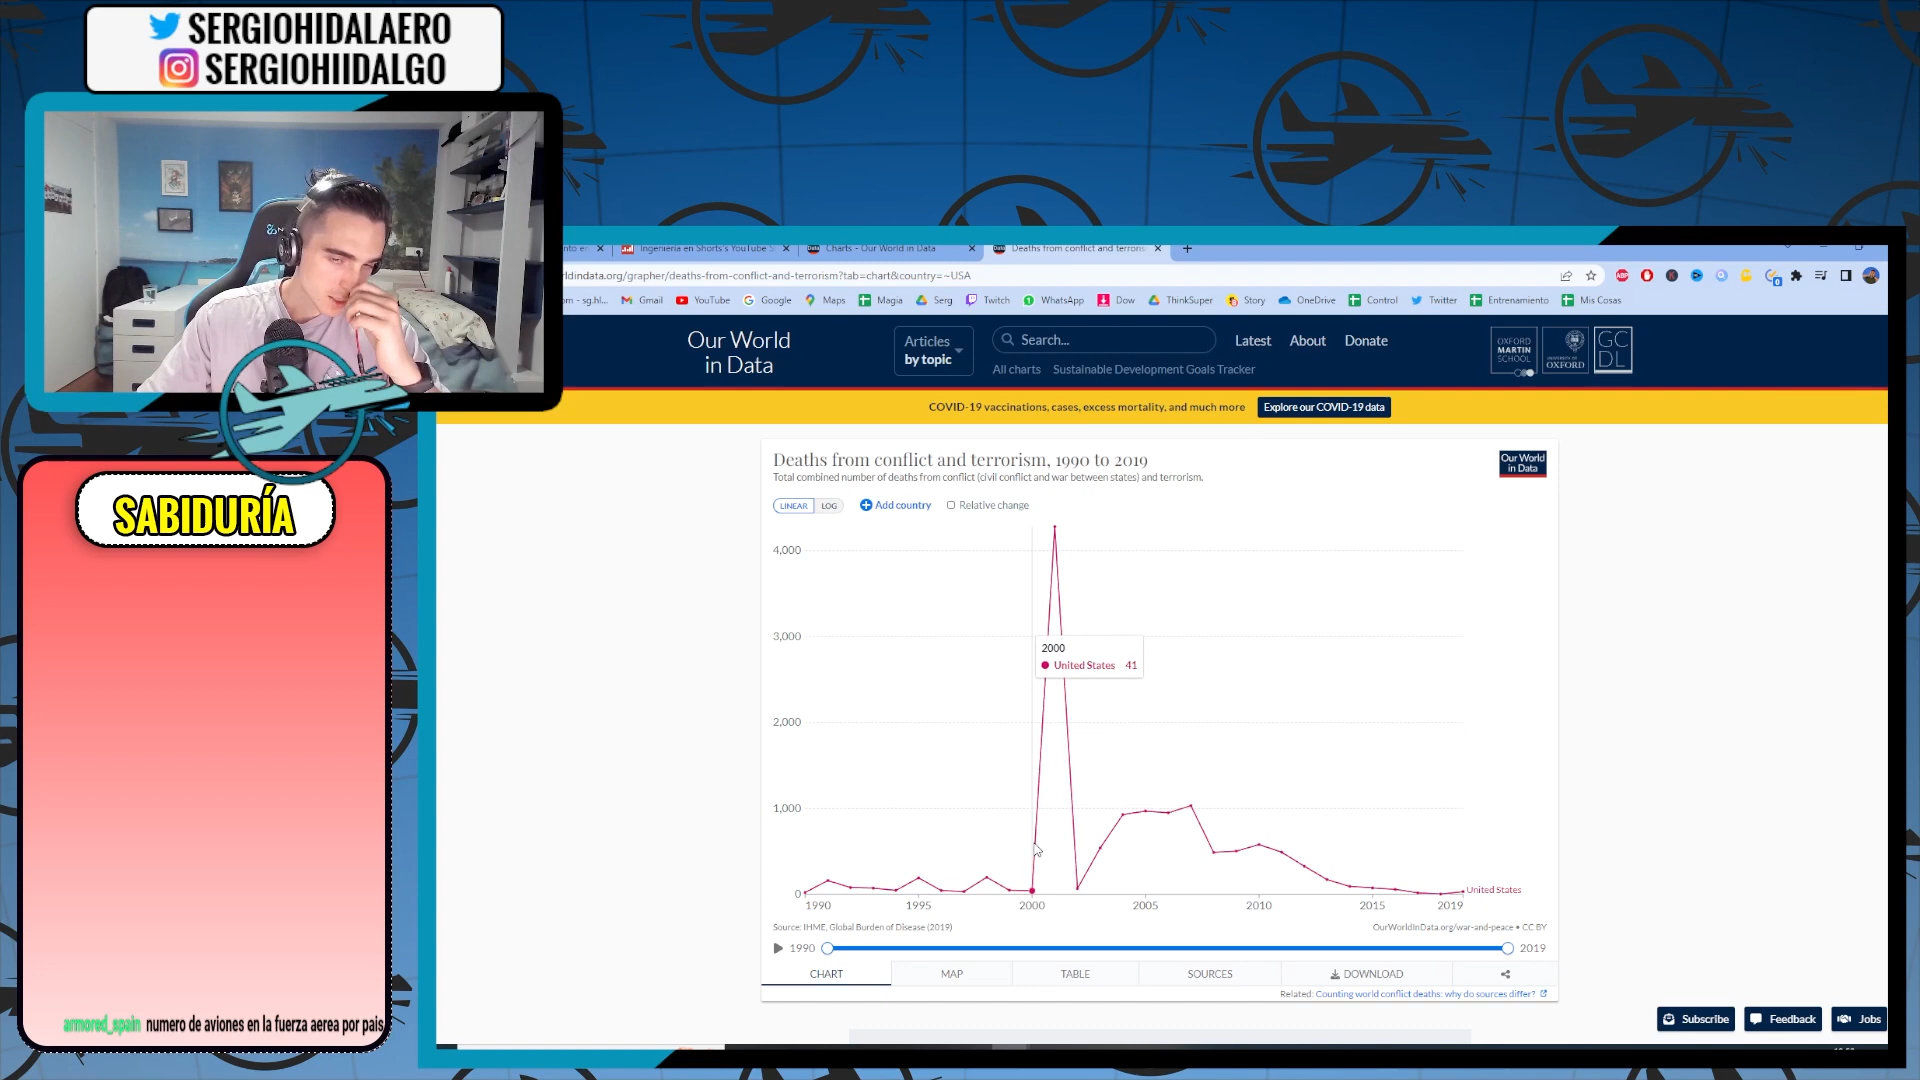 SERGIOHIDALAERO
SERGIOHIIDALGO
Ingeniería en Shorts's YouTube S
Charts - Our World in Data
Deaths from conflict and terroris
ldindata.org/grapher/deaths-from-conflict-and-terrorism?tab=chart&country=~USA
om - sg.hl... Gmail YouTube Google Maps Magia Serg Twitch WhatsApp Dow ThinkSuper Story OneDrive Control Twitter Entrenamiento Mis Cosas
Our World
in Data
Articles
by topic
Search...
Latest About Donate
All charts Sustainable Development Goals Tracker
OXFORD
MARTIN
SCHOOL
UNIVERSITY OF
OXFORD
GC
DL
COVID-19 vaccinations, cases, excess mortality, and much more
Explore our COVID-19 data
Deaths from conflict and terrorism, 1990 to 2019
Total combined number of deaths from conflict (civil conflict and war between states) and terrorism.
Our World
in Data
LINEAR LOG Add country Relative change
4,000
3,000
2000
United States 41
2,000
1,000
0
United States
1990 1995 2000 2005 2010 2015 2019
Source: IHME, Global Burden of Disease (2019)
OurWorldInData.org/war-and-peace • CC BY
1990 2019
CHART MAP TABLE SOURCES DOWNLOAD
Related: Counting world conflict deaths: why do sources differ?
Subscribe Feedback Jobs
SABIDURÍA
armored_spain numero de aviones en la fuerza aerea por pais